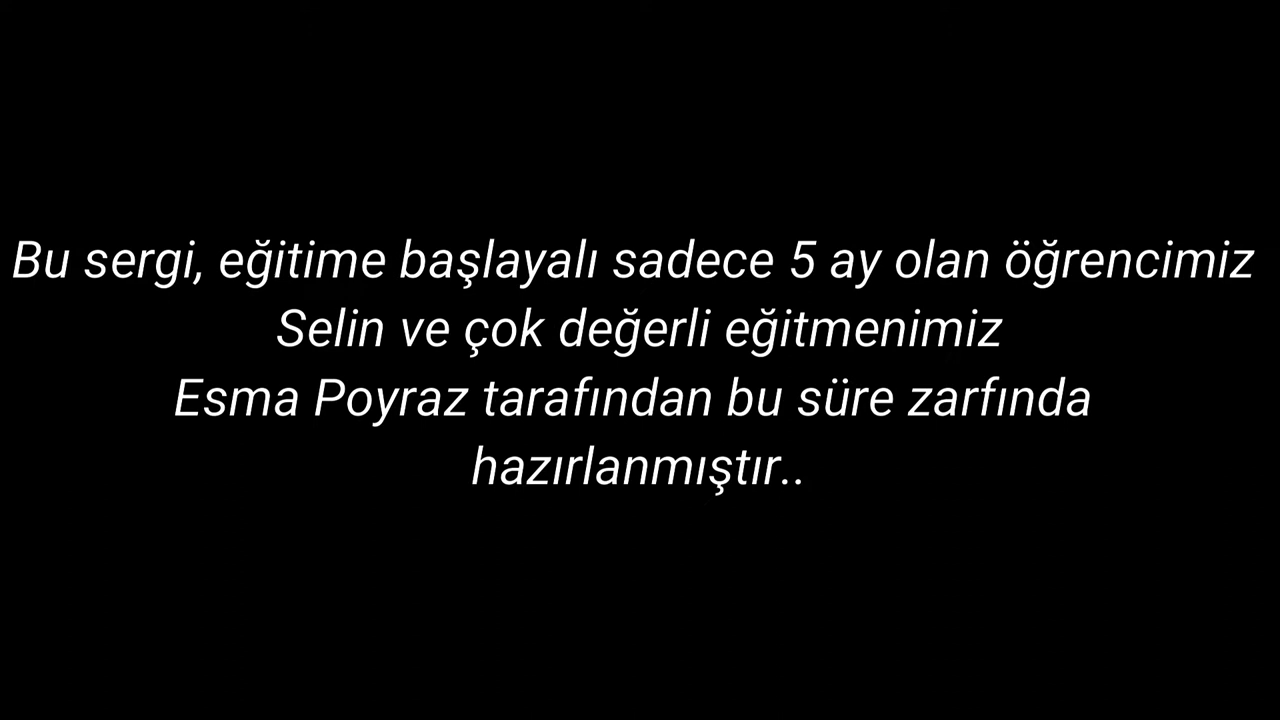 Bu sergi, eğitime başlayalı sadece 5 ay olan öğrencimiz
Selin ve çok değerli eğitmenimiz
Esma Poyraz tarafından bu süre zarfında
hazırlanmıştır..